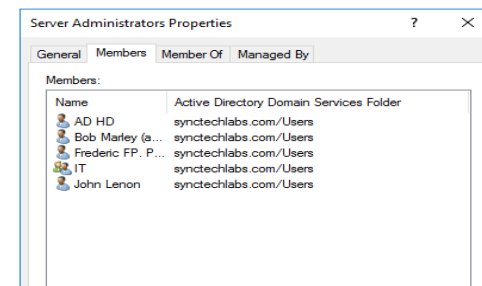 Server Administrators Properties ? ×
General Members Member Of Managed By
Members:
Name Active Directory Domain Services Folder
AD HD synctechlabs.com/Users
Bob Marley (a... synctechlabs.com/Users
Frederic FP. P... synctechlabs.com/Users
IT synctechlabs.com/Users
John Lenon synctechlabs.com/Users